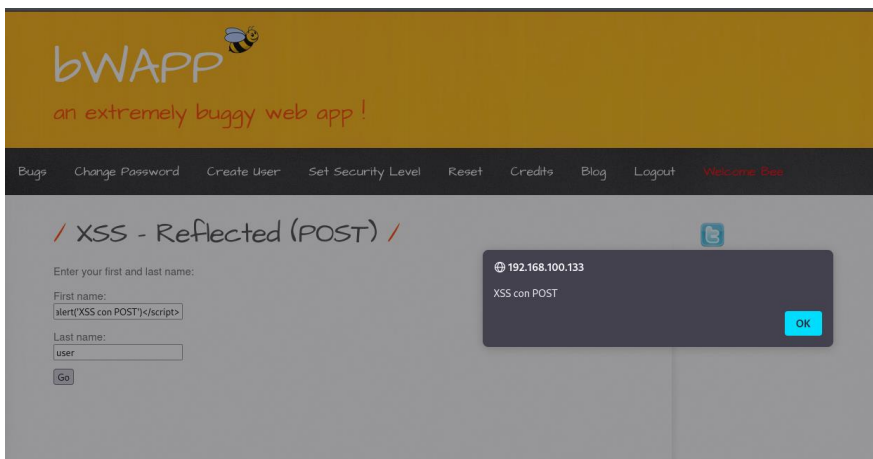 bWAPP
an extremely buggy web app !
Bugs Change Password Create User Set Security Level Reset Credits Blog Logout Welcome Bee
/ XSS - Reflected (POST) /
Enter your first and last name:
First name:
alert('XSS con POST')</script>
Last name:
user
Go
192.168.100.133
XSS con POST
OK